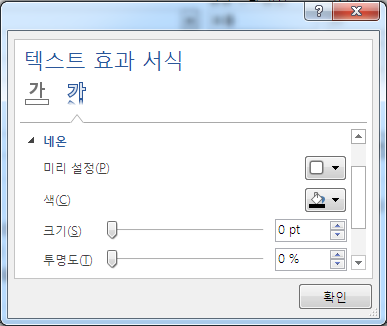 텍스트 효과 서식
가 가
네온
미리 설정(P)
색(C)
크기(S) 0 pt
투명도(T) 0 %
확인